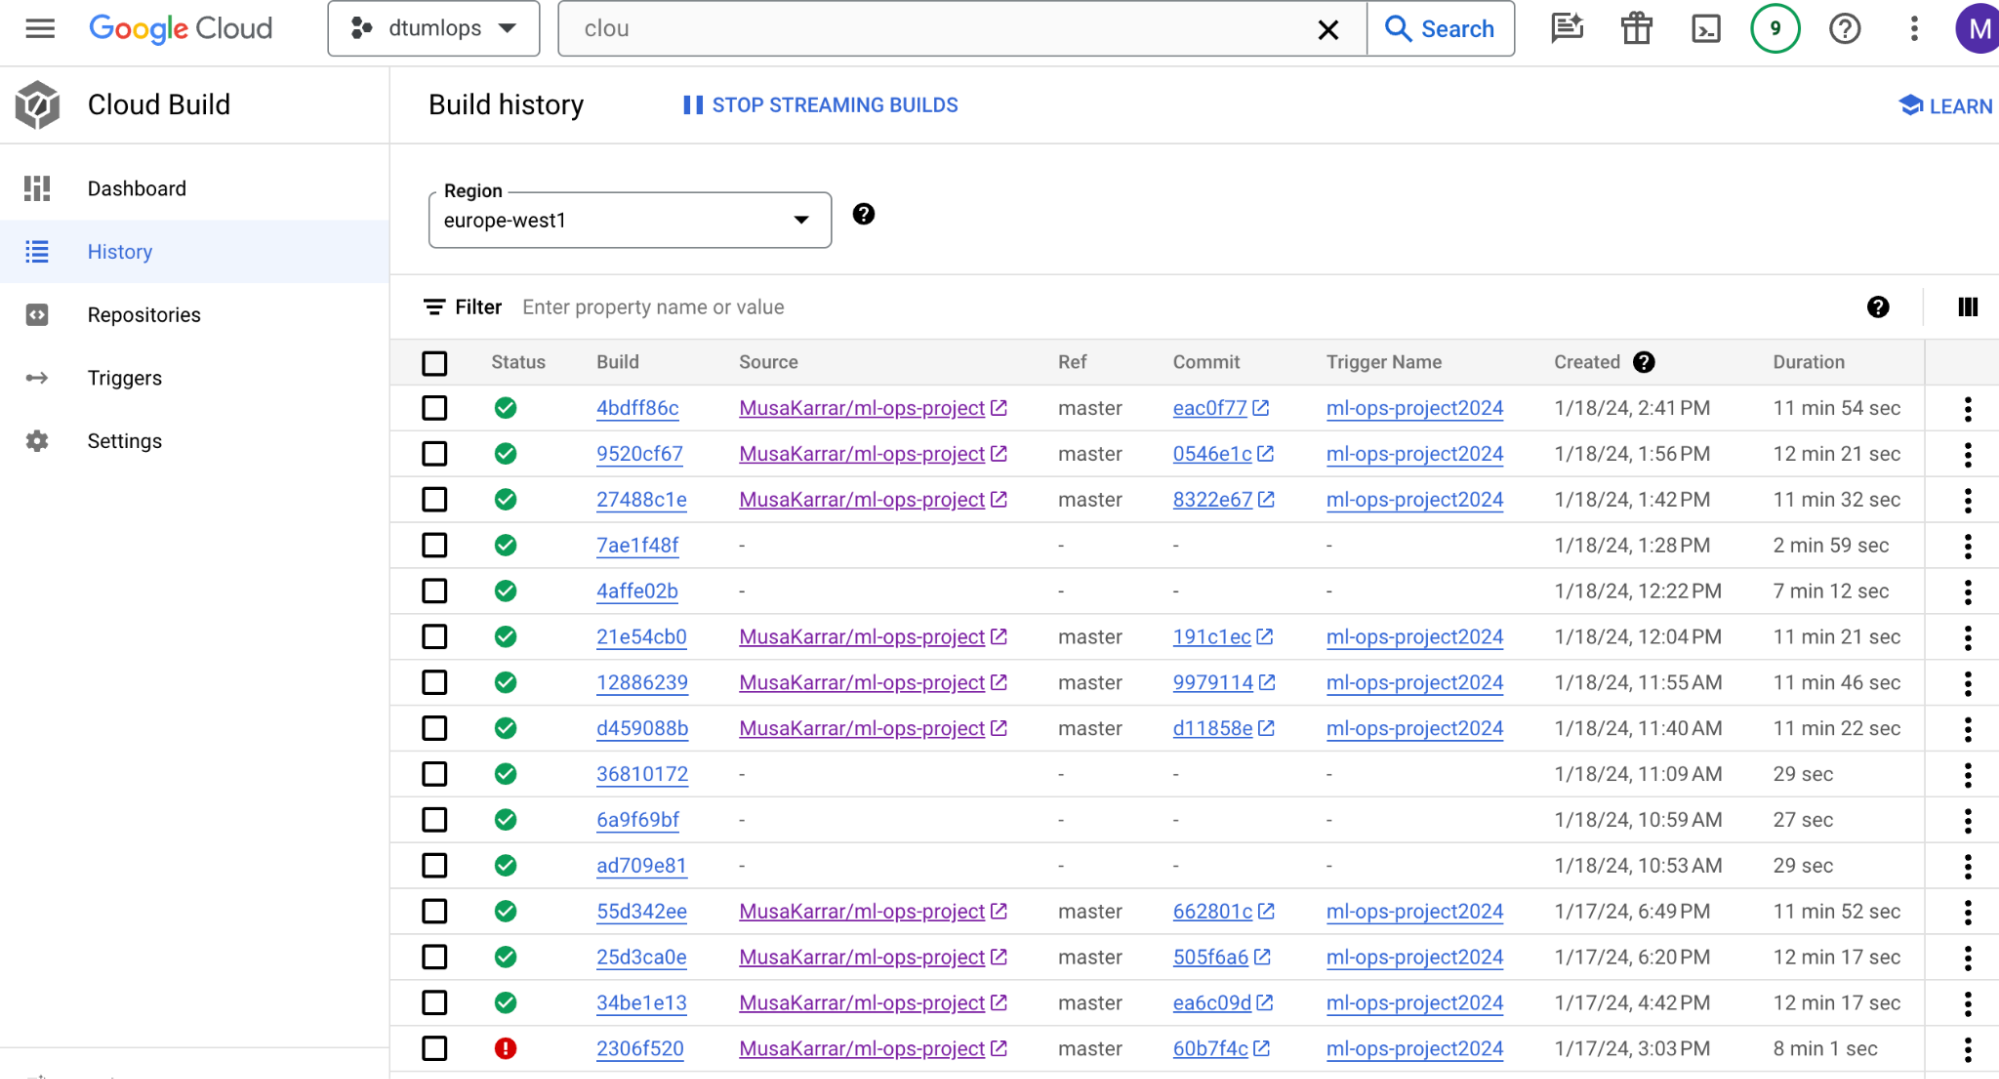 Google Cloud
dtumlops
clou
Search
9
M
Cloud Build
Build history
STOP STREAMING BUILDS
LEARN
Dashboard
History
Repositories
Triggers
Settings
Region
europe-west1
Filter Enter property name or value
Status Build Source Ref Commit Trigger Name Created Duration
4bdff86c MusaKarrar/ml-ops-project master eac0f77 ml-ops-project2024 1/18/24, 2:41 PM 11 min 54 sec
9520cf67 MusaKarrar/ml-ops-project master 0546e1c ml-ops-project2024 1/18/24, 1:56 PM 12 min 21 sec
27488c1e MusaKarrar/ml-ops-project master 8322e67 ml-ops-project2024 1/18/24, 1:42 PM 11 min 32 sec
7ae1f48f - - - - 1/18/24, 1:28 PM 2 min 59 sec
4affe02b - - - - 1/18/24, 12:22 PM 7 min 12 sec
21e54cb0 MusaKarrar/ml-ops-project master 191c1ec ml-ops-project2024 1/18/24, 12:04 PM 11 min 21 sec
12886239 MusaKarrar/ml-ops-project master 9979114 ml-ops-project2024 1/18/24, 11:55 AM 11 min 46 sec
d459088b MusaKarrar/ml-ops-project master d11858e ml-ops-project2024 1/18/24, 11:40 AM 11 min 22 sec
36810172 - - - - 1/18/24, 11:09 AM 29 sec
6a9f69bf - - - - 1/18/24, 10:59 AM 27 sec
ad709e81 - - - - 1/18/24, 10:53 AM 29 sec
55d342ee MusaKarrar/ml-ops-project master 662801c ml-ops-project2024 1/17/24, 6:49 PM 11 min 52 sec
25d3ca0e MusaKarrar/ml-ops-project master 505f6a6 ml-ops-project2024 1/17/24, 6:20 PM 12 min 17 sec
34be1e13 MusaKarrar/ml-ops-project master ea6c09d ml-ops-project2024 1/17/24, 4:42 PM 12 min 17 sec
2306f520 MusaKarrar/ml-ops-project master 60b7f4c ml-ops-project2024 1/17/24, 3:03 PM 8 min 1 sec